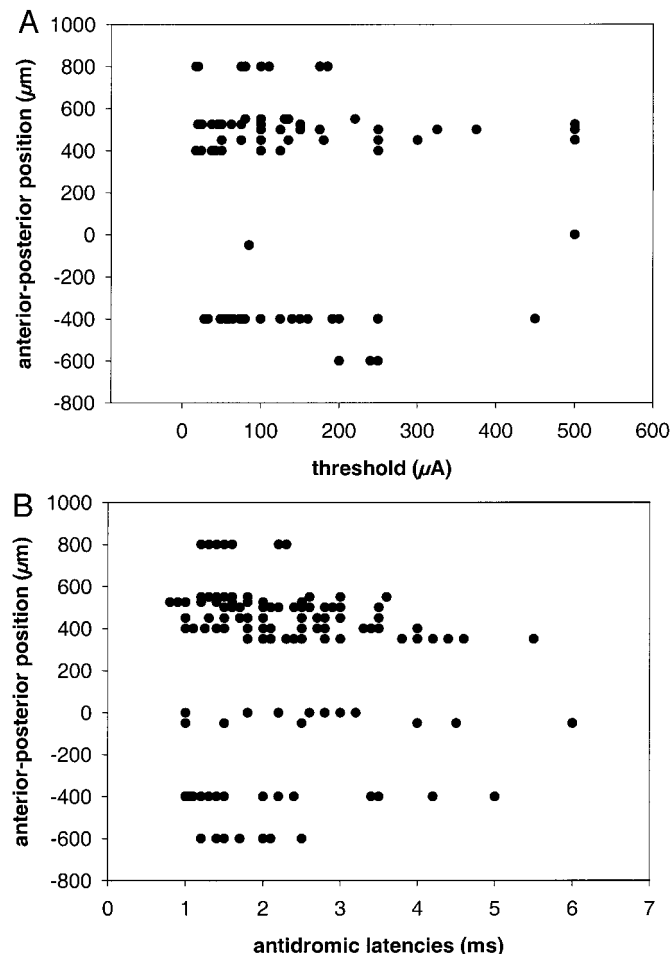 A
anterior-posterior position (µm)
1000
800
600
400
200
0
-200
-400
-600
-800
0 100 200 300 400 500 600
threshold (µA)
B
anterior-posterior position (µm)
1000
800
600
400
200
0
-200
-400
-600
-800
0 1 2 3 4 5 6 7
antidromic latencies (ms)